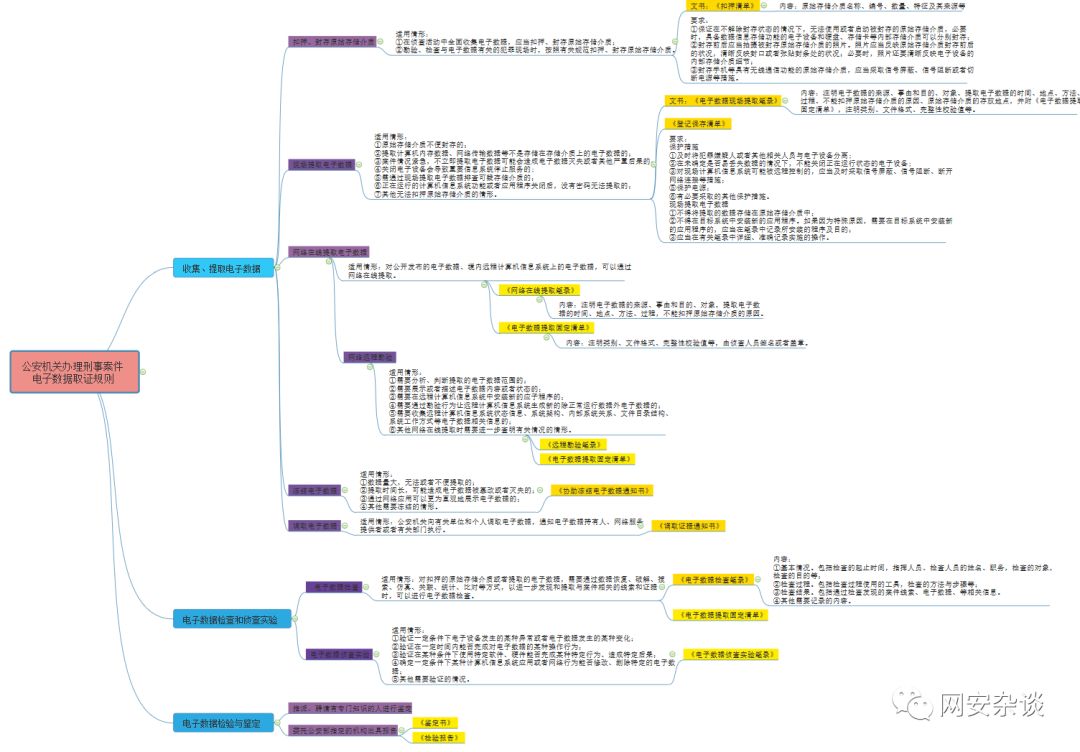 公安机关办理刑事案件
电子数据取证规则
收集、提取电子数据
扣押、封存原始存储介质
适用情形：
①在侦查活动中全面收集电子数据，应当扣押、封存原始存储介质；
②勘验、检查与电子数据有关的犯罪现场时，按照有关规范扣押、封存原始存储介质。
文书：《扣押清单》
内容：原始存储介质名称、编号、数量、特征及其来源等
要求：
①保证在不解除封存状态的情况下，无法使用或者启动被封存的原始存储介质，必要
时，具备数据信息存储功能的电子设备和硬盘、存储卡等内部存储介质可以分别封存；
②封存前后应当拍摄被封存原始存储介质的照片。照片应当反映原始存储介质封存前后
的状况，清晰反映封口或者张贴封条处的状况；必要时，照片还要清晰反映电子设备的
内部存储介质细节；
③封存手机等具有无线通信功能的原始存储介质，应当采取信号屏蔽、信号阻断或者切
断电源等措施。
现场提取电子数据
适用情形：
①原始存储介质不便封存的；
②提取计算机内存数据、网络传输数据等不是存储在存储介质上的电子数据的；
③案件情况紧急，不立即提取电子数据可能会造成电子数据灭失或者其他严重后果的
④关闭电子设备会导致重要信息系统停止服务的；
⑤需通过现场提取电子数据排查可疑存储介质的；
⑥正在运行的计算机信息系统功能或者应用程序关闭后，没有密码无法提取的；
⑦其他无法扣押原始存储介质的情形。
文书：《电子数据现场提取笔录》
内容：注明电子数据的来源、事由和目的、对象、提取电子数据的时间、地点、方法、
过程、不能扣押原始存储介质的原因、原始存储介质的存放地点，并附《电子数据提取
固定清单》，注明类别、文件格式、完整性校验值等。
《登记保存清单》
要求：
保护措施
①及时将犯罪嫌疑人或者其他相关人员与电子设备分离；
②在未确定是否易丢失数据的情况下，不能关闭正在运行状态的电子设备；
③对现场计算机信息系统可能被远程控制的，应当及时采取信号屏蔽、信号阻断、断开
网络连接等措施；
④保护电源；
⑤有必要采取的其他保护措施。
现场提取电子数据
①不得将提取的数据存储在原始存储介质中；
②不得在目标系统中安装新的应用程序。如果因为特殊原因，需要在目标系统中安装新
的应用程序的，应当在笔录中记录所安装的程序及目的；
③应当在有关笔录中详细、准确记录实施的操作。
网络在线提取电子数据
适用情形：对公开发布的电子数据、境内远程计算机信息系统上的电子数据，可以通过
网络在线提取。
《网络在线提取笔录》
内容：注明电子数据的来源、事由和目的、对象、提取电子数
据的时间、地点、方法、过程，不能扣押原始存储介质的原因。
《电子数据提取固定清单》
内容：注明类别、文件格式、完整性校验值等，由侦查人员签名或者盖章。
网络远程勘验
适用情形：
①需要分析、判断提取的电子数据范围的；
②需要展示或者描述电子数据内容或者状态的；
③需要在远程计算机信息系统中安装新的应子程序的；
④需要通过勘验行为让远程计算机信息系统生成新的除正常运行数据外电子数据的；
⑤需要收集远程计算机信息系统状态信息、系统架构、内部系统关系、文件目录结构、
系统工作方式等电子数据相关信息的；
⑥其他网络在线提取时需要进一步查明有关情况的情形。
《远程勘验笔录》
《电子数据提取固定清单》
冻结电子数据
适用情形：
①数据量大，无法或者不便提取的；
②提取时间长，可能造成电子数据被篡改或者灭失的；
③通过网络应用可以更为直观地展示电子数据的；
④其他需要冻结的情形。
《协助冻结电子数据通知书》
调取电子数据
适用情形：公安机关向有关单位和个人调取电子数据，通知电子数据持有人、网络服务
提供者或者有关部门执行。
《调取证据通知书》
电子数据检查和侦查实验
电子数据检查
适用情形：对扣押的原始存储介质或者提取的电子数据，需要通过数据恢复、破解、搜
索、仿真、关联、统计、比对等方式，以进一步发现和提取与案件相关的线索和证据
时，可以进行电子数据检查。
《电子数据检查笔录》
内容：
①基本情况。包括检查的起止时间，指挥人员、检查人员的姓名、职务，检查的对象、
检查的目的等；
②检查过程。包括检查过程使用的工具，检查的方法与步骤等；
③检查结果。包括通过检查发现的案件线索、电子数据、等相关信息。
④其他需要记录的内容。
《电子数据提取固定清单》
电子数据侦查实验
适用情形：
①验证一定条件下电子设备发生的某种异常或者电子数据发生的某种变化；
②验证在一定时间内能否完成对电子数据的某种操作行为；
③验证在某种条件下使用特定软件、硬件能否完成某种特定行为、造成特定后果；
④确定一定条件下某种计算机信息系统应用或者网络行为能否修改、删除特定的电子数
据；
⑤其他需要验证的情况。
《电子数据侦查实验笔录》
电子数据检验与鉴定
指派、聘请有专门知识的人进行鉴定
委托公安部指定的机构出具报告
《鉴定书》
《检验报告》
网安杂谈